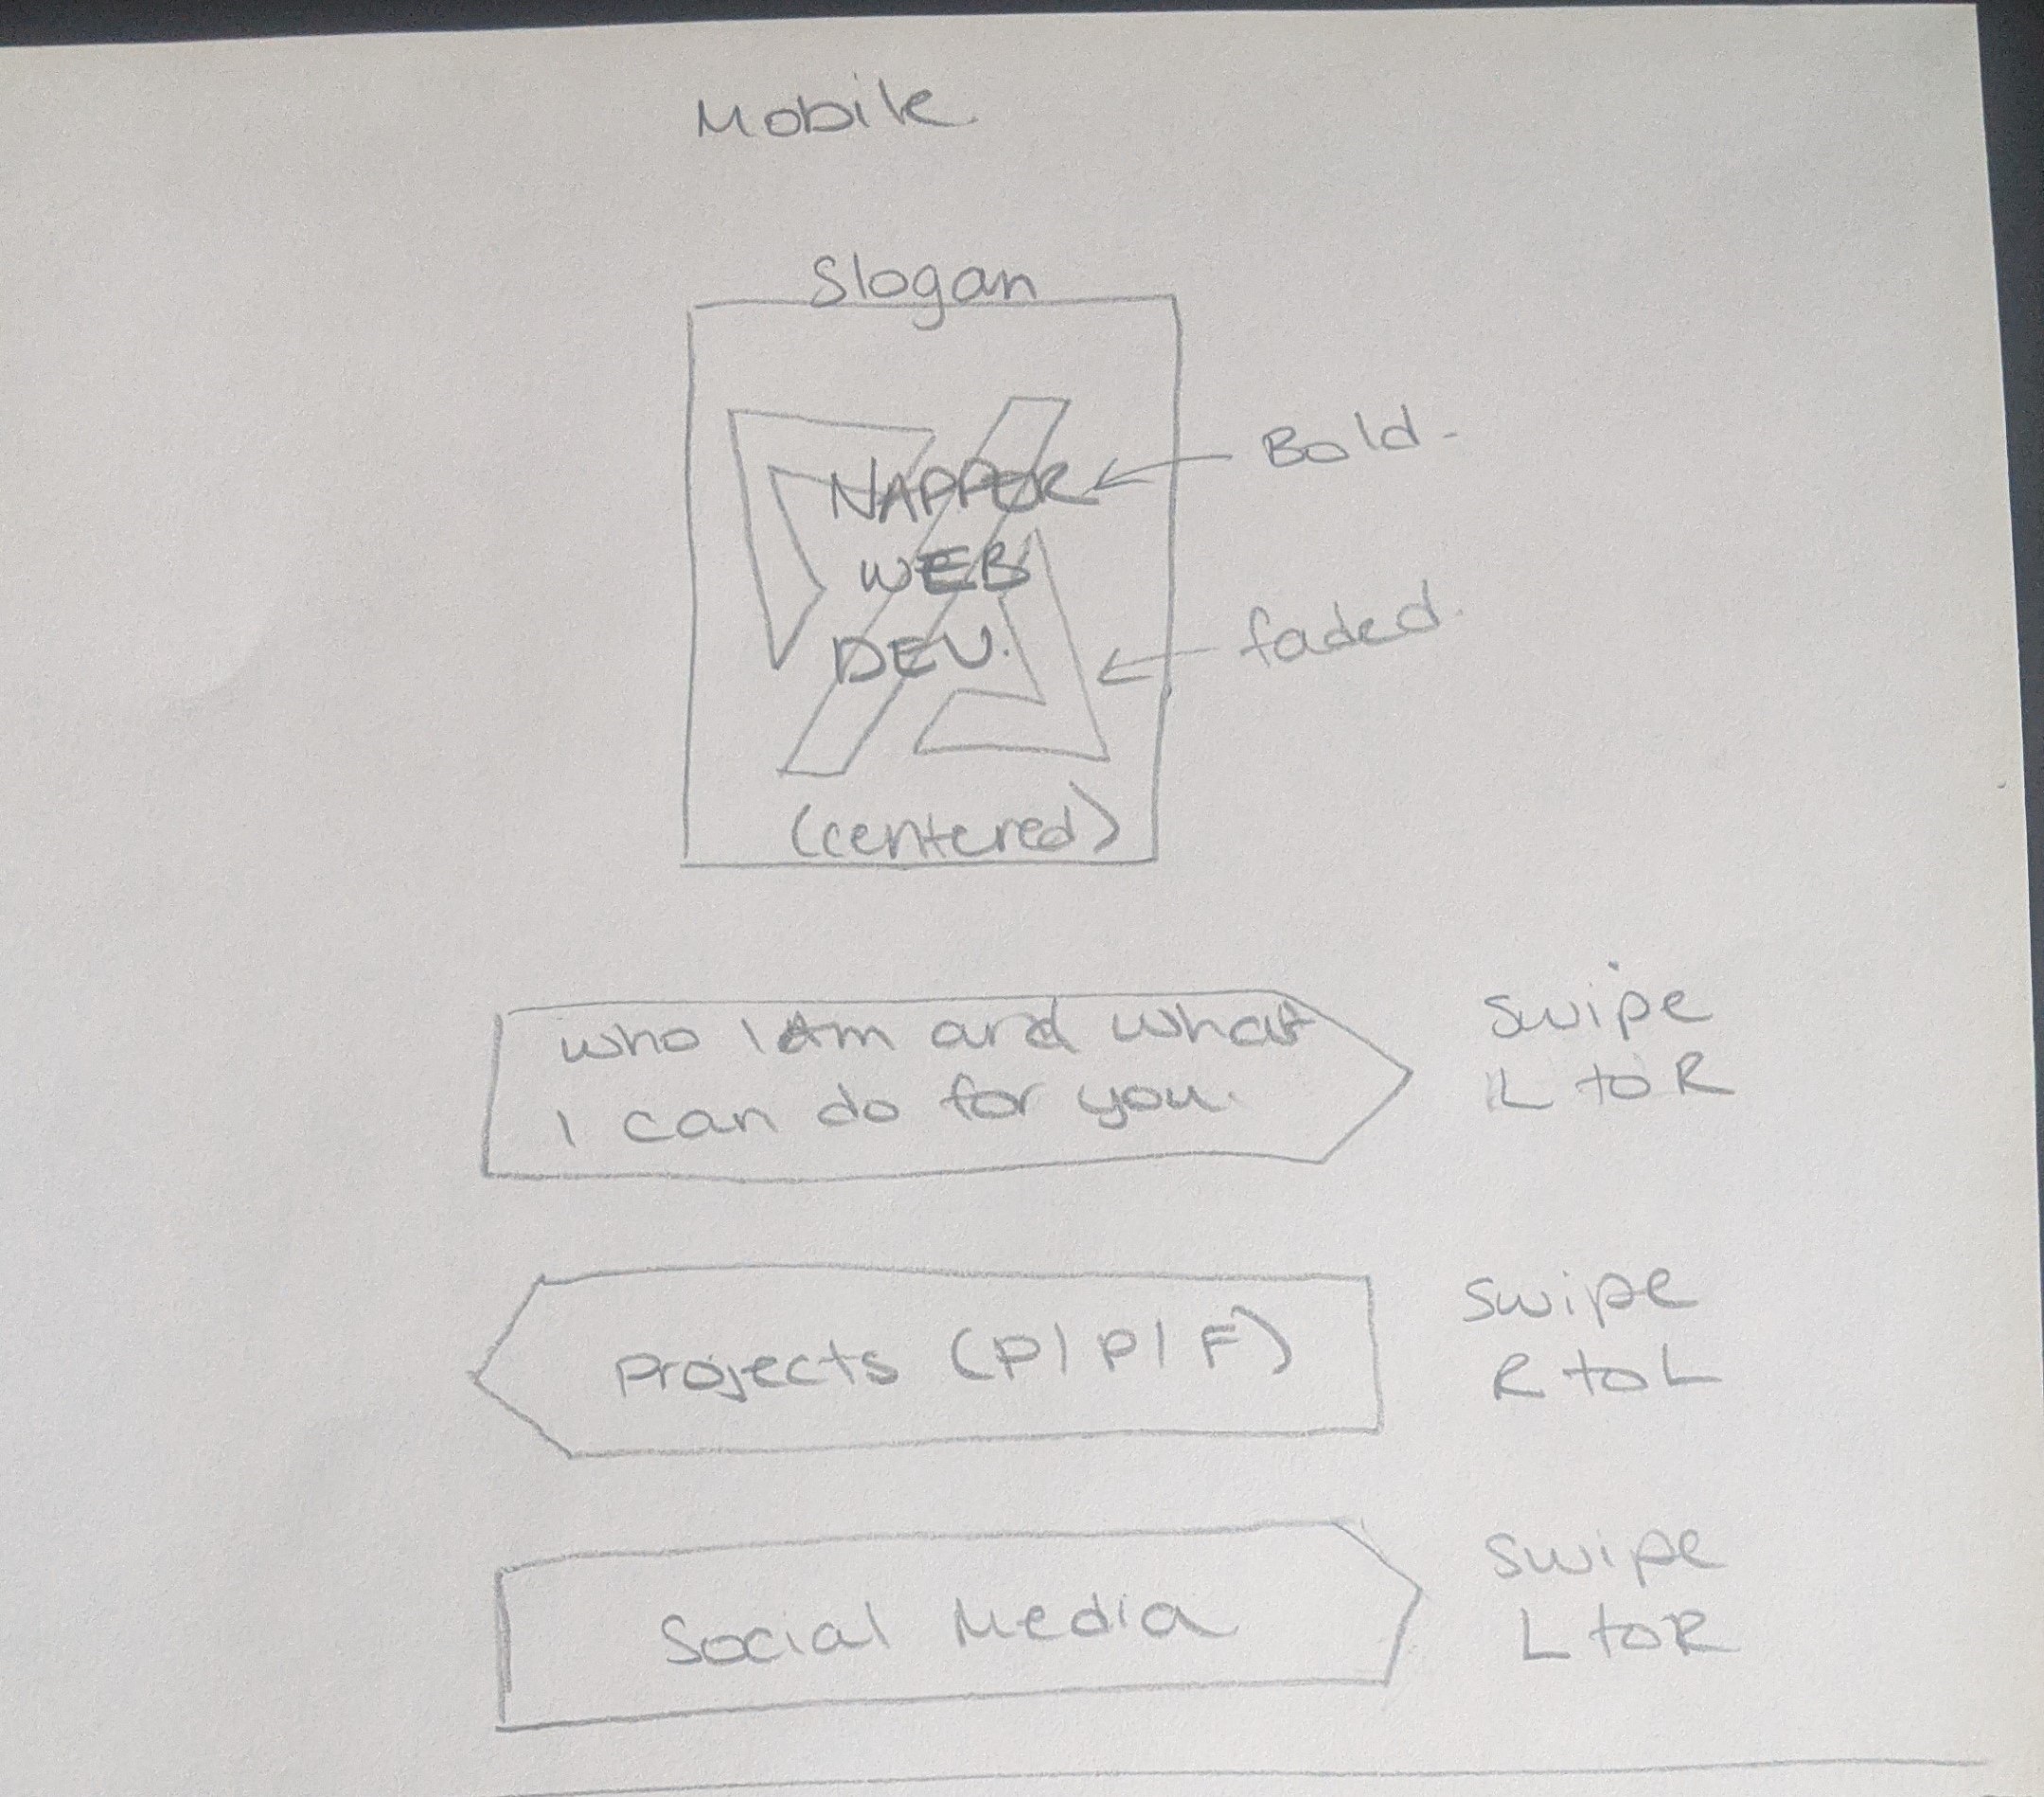 Mobile
Slogan
NAPPER
Bold.
WEB
DEV.
faded.
(centered)
who I Am and what
I can do for you.
swipe
L to R
Projects (P|P|F)
swipe
R to L
Social Media
swipe
L to R